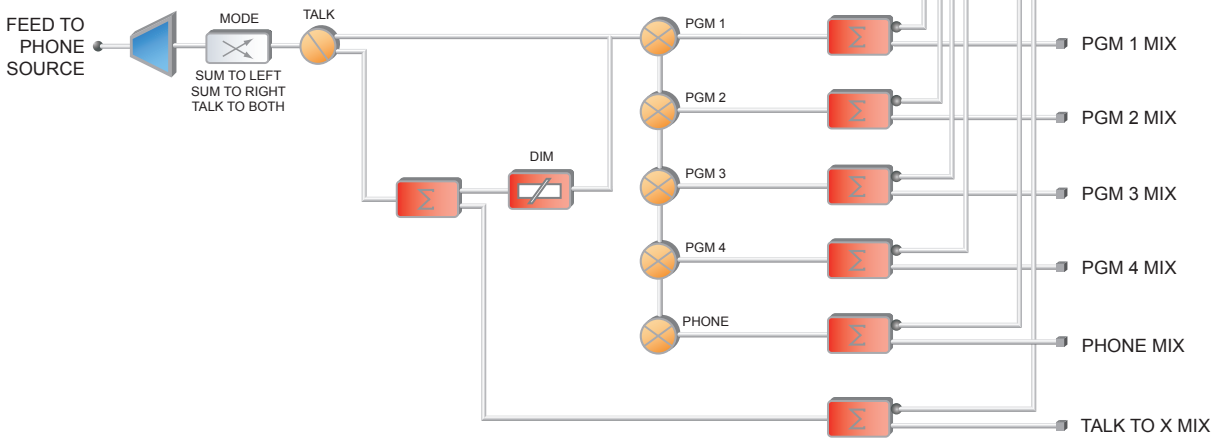 FEED TO
PHONE
SOURCE
MODE
SUM TO LEFT
SUM TO RIGHT
TALK TO BOTH
TALK
Σ
DIM
PGM 1
PGM 2
PGM 3
PGM 4
PHONE
Σ
PGM 1 MIX
Σ
PGM 2 MIX
Σ
PGM 3 MIX
Σ
PGM 4 MIX
Σ
PHONE MIX
Σ
TALK TO X MIX